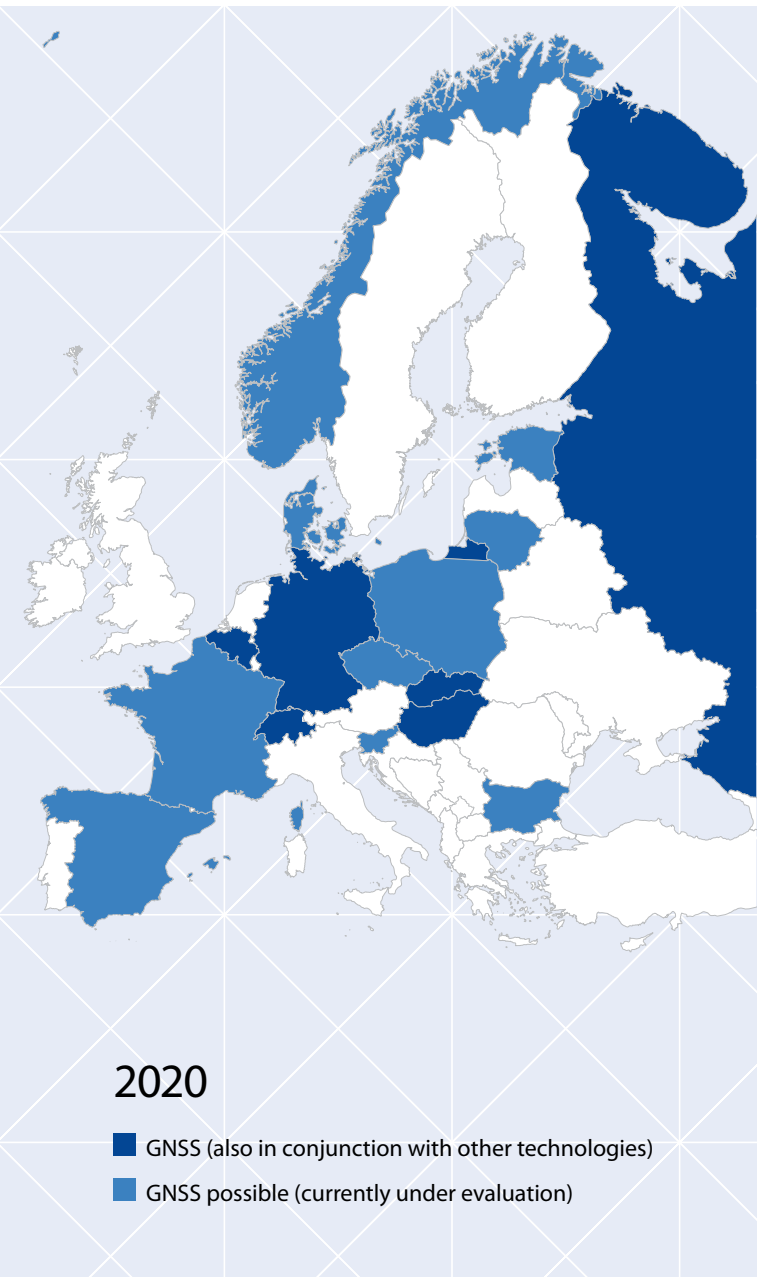 2020
GNSS (also in conjunction with other technologies)
GNSS possible (currently under evaluation)